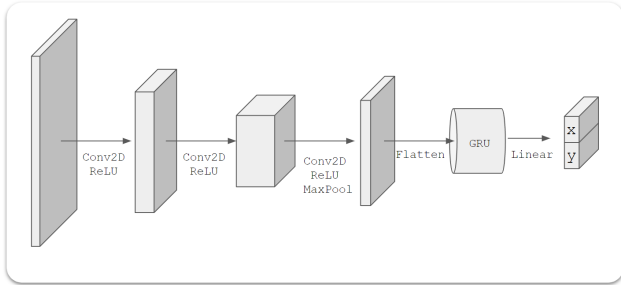 Conv2D
ReLU
Conv2D
ReLU
Conv2D
ReLU
MaxPool
Flatten
GRU
Linear
x
y